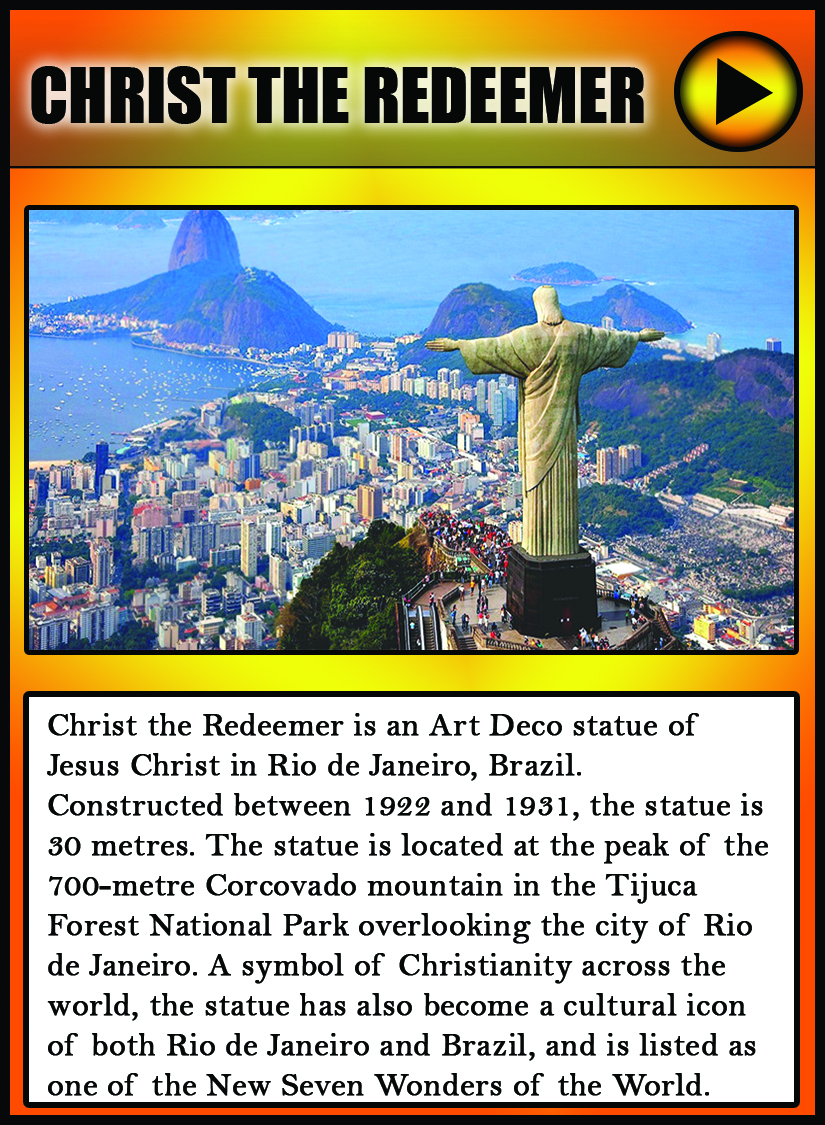 CHRIST THE REDEEMER
Christ the Redeemer is an Art Deco statue of
Jesus Christ in Rio de Janeiro, Brazil.
Constructed between 1922 and 1931, the statue is
30 metres. The statue is located at the peak of the
700-metre Corcovado mountain in the Tijuca
Forest National Park overlooking the city of Rio
de Janeiro. A symbol of Christianity across the
world, the statue has also become a cultural icon
of both Rio de Janeiro and Brazil, and is listed as
one of the New Seven Wonders of the World.